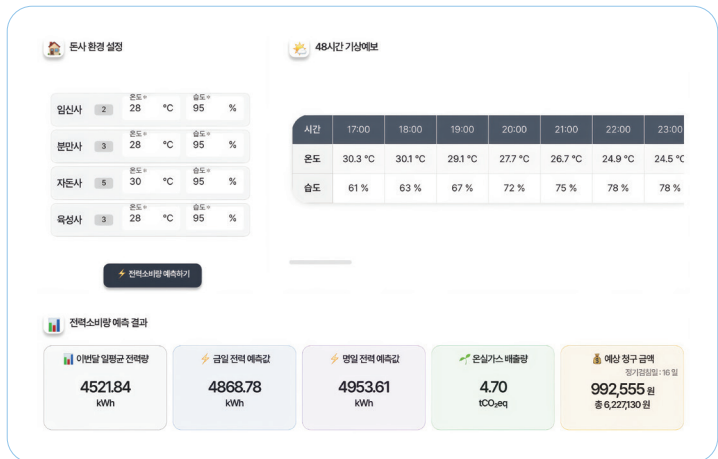 돈사 환경 설정
임신사 2 온도* 28 °C 습도* 95 %
분만사 3 온도* 28 °C 습도* 95 %
자돈사 5 온도* 30 °C 습도* 95 %
육성사 3 온도* 28 °C 습도* 95 %
⚡ 전력소비량 예측하기
48시간 기상예보
시간 17:00 18:00 19:00 20:00 21:00 22:00 23:00
온도 30.3 °C 30.1 °C 29.1 °C 27.7 °C 26.7 °C 24.9 °C 24.5 °C
습도 61 % 63 % 67 % 72 % 75 % 78 % 78 %
전력소비량 예측 결과
이번달 일평균 전력량
4521.84
kWh
금일 전력 예측값
4868.78
kWh
명일 전력 예측값
4953.61
kWh
온실가스 배출량
4.70
tCO₂eq
예상 청구 금액
정기검침일 : 16 일
992,555 원
총 6,227,130 원